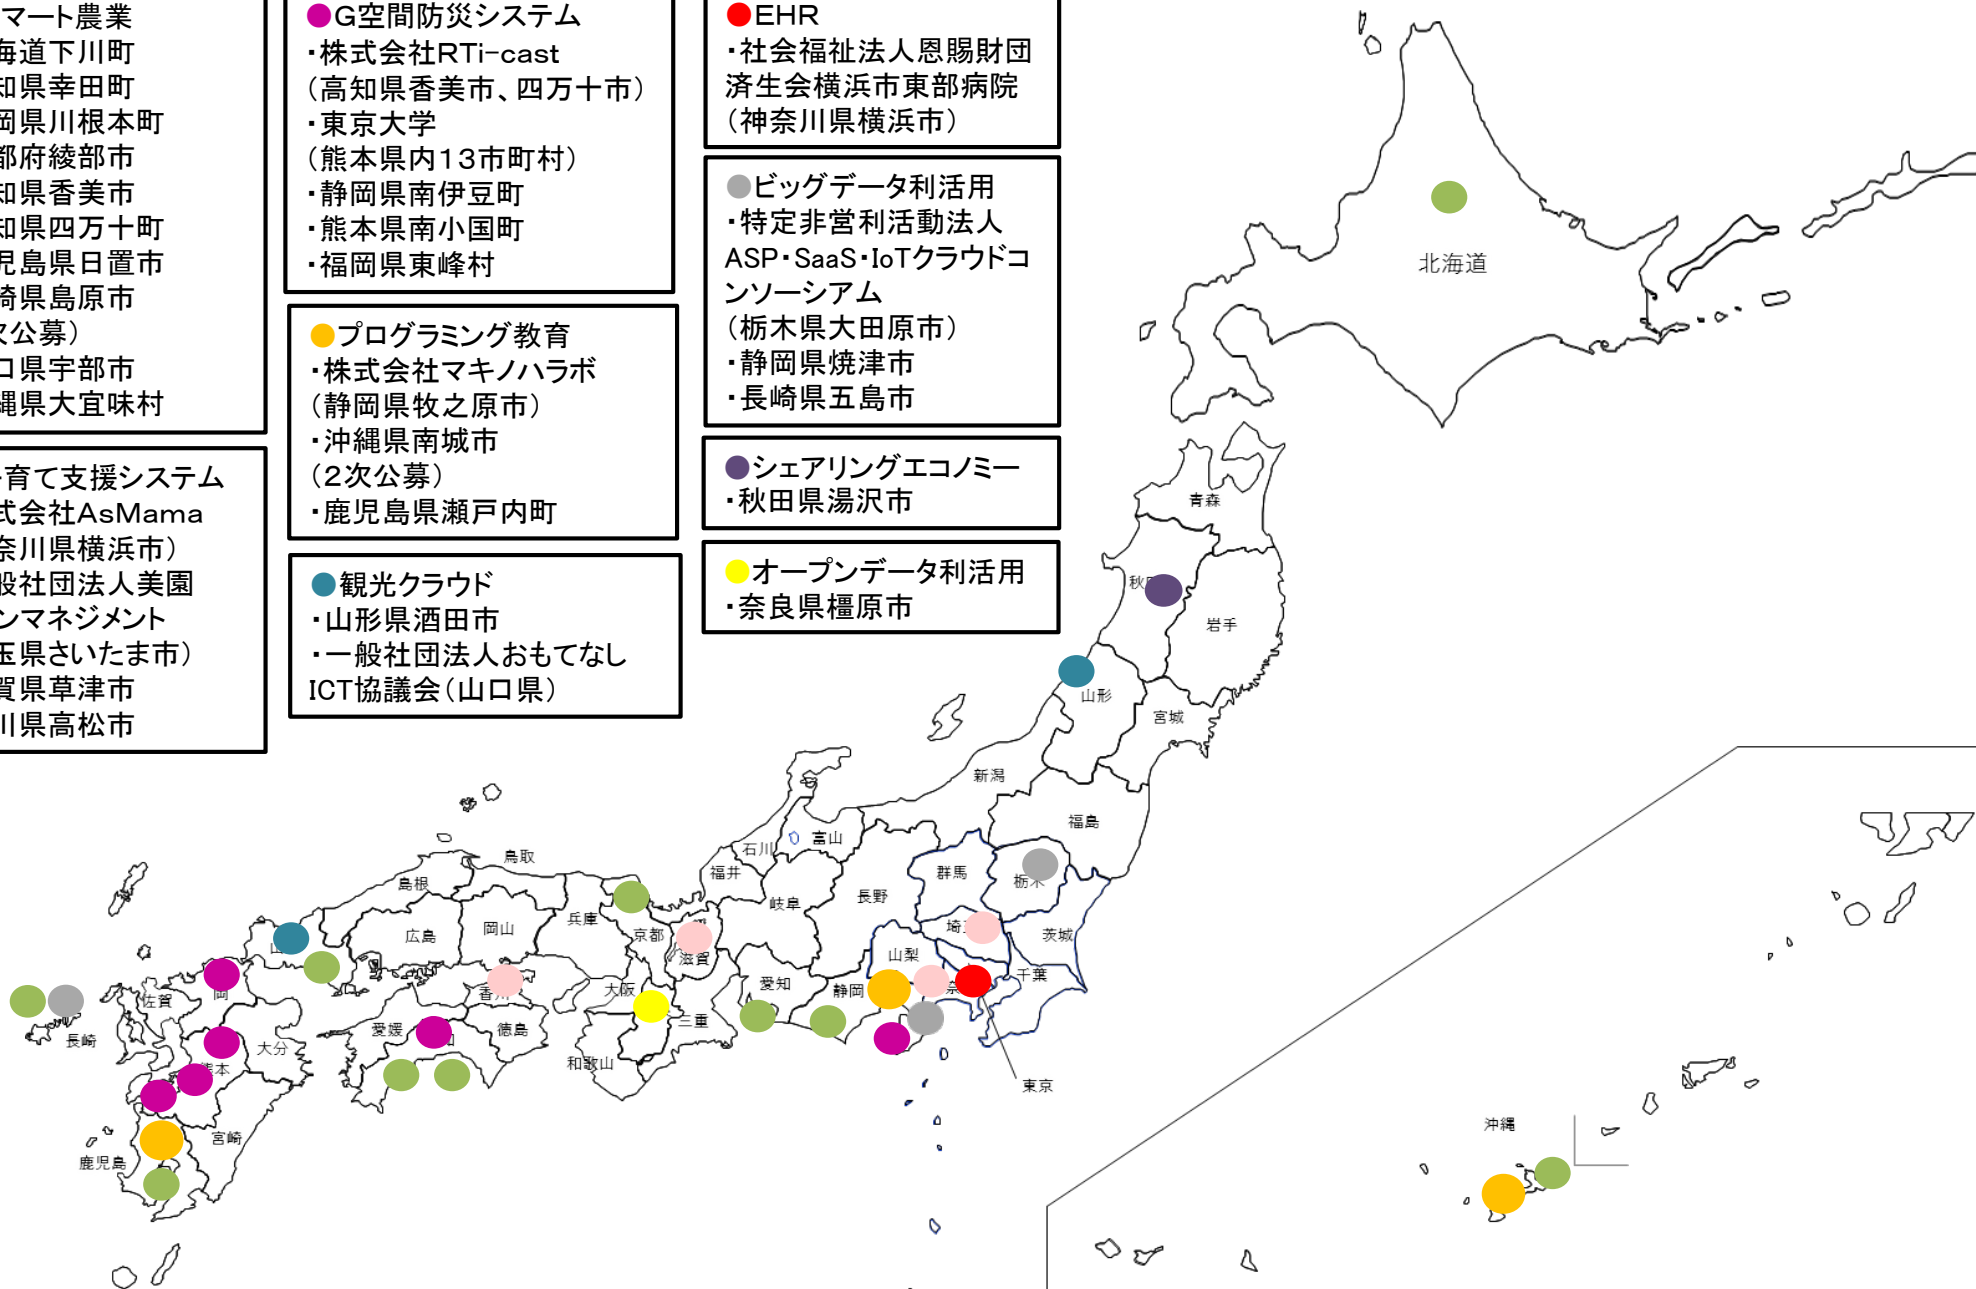 マート農業
海道下川町
知県幸田町
岡県川根本町
都府綾部市
知県香美市
知県四万十町
児島県日置市
崎県島原市
次公募）
口県宇部市
縄県大宜味村
育て支援システム
式会社AsMama
奈川県横浜市）
般社団法人美園
ンマネジメント
玉県さいたま市）
賀県草津市
川県高松市
●G空間防災システム
・株式会社RTi-cast
（高知県香美市、四万十市）
・東京大学
（熊本県内13市町村）
・静岡県南伊豆町
・熊本県南小国町
・福岡県東峰村
●プログラミング教育
・株式会社マキノハラボ
（静岡県牧之原市）
・沖縄県南城市
（2次公募）
・鹿児島県瀬戸内町
●観光クラウド
・山形県酒田市
・一般社団法人おもてなし
ICT協議会（山口県）
●EHR
・社会福祉法人恩賜財団
済生会横浜市東部病院
（神奈川県横浜市）
●ビッグデータ利活用
・特定非営利活動法人
ASP・SaaS・IoTクラウドコ
ンソーシアム
（栃木県大田原市）
・静岡県焼津市
・長崎県五島市
●シェアリングエコノミー
・秋田県湯沢市
●オープンデータ利活用
・奈良県橿原市
北海道
青森
秋
岩手
山形
宮城
新潟
福島
富山
石川
群馬
栃木
福井
鳥取
島根
長野
岐阜
兵庫
岡山
広島
京都
埼
茨城
山
滋賀
山梨
千葉
愛知
静岡
大阪
香川
佐賀
岡
奈
三重
愛媛
徳島
長崎
大分
和歌山
熊本
東京
宮崎
鹿児島
沖縄